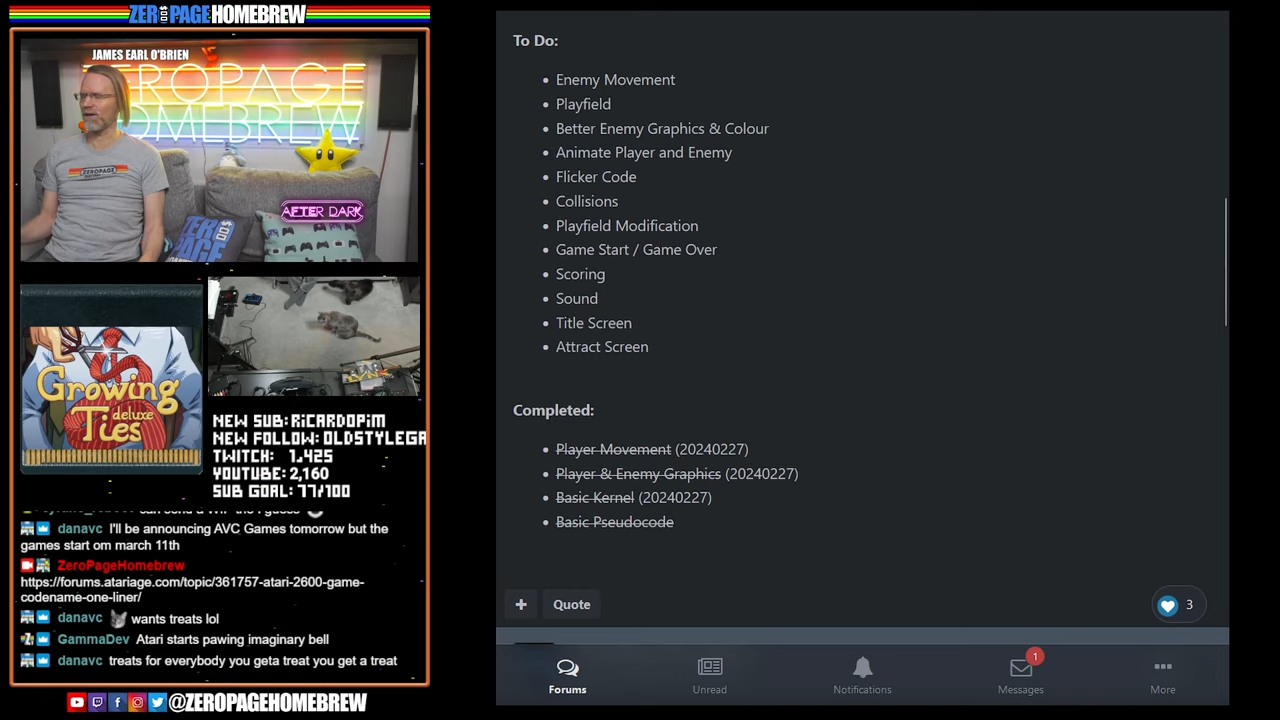 ZEROPAGEHOMEBREW
JAMES EARL O'BRIEN
ZEROPAGE
HOMEBREW
ZEROPAGE
AFTER DARK
Growing
deluxe
Ties
NEW SUB: RICARDOPIM
NEW FOLLOW: OLDSTYLEGA
TWITCH: 1,425
YOUTUBE: 2,160
SUB GOAL: 77/100
danavc I'll be announcing AVC Games tomorrow but the
games start om march 11th
ZeroPageHomebrew
https://forums.atariage.com/topic/361757-atari-2600-game-
codename-one-liner/
danavc wants treats lol
GammaDev Atari starts pawing imaginary bell
danavc treats for everybody you geta treat you get a treat
@ZEROPAGEHOMEBREW
To Do:
Enemy Movement
Playfield
Better Enemy Graphics & Colour
Animate Player and Enemy
Flicker Code
Collisions
Playfield Modification
Game Start / Game Over
Scoring
Sound
Title Screen
Attract Screen
Completed:
Player Movement (20240227)
Player & Enemy Graphics (20240227)
Basic Kernel (20240227)
Basic Pseudocode
+ Quote
3
Forums
Unread
Notifications
1
Messages
More